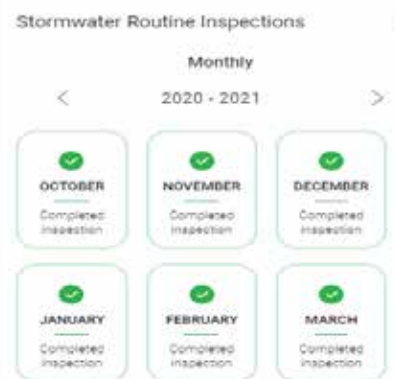 Stormwater Routine Inspections
Monthly
< 2020 - 2021 >
OCTOBER NOVEMBER DECEMBER
Completed Completed Completed
inspection inspection inspection
JANUARY FEBRUARY MARCH
Completed Completed Completed
inspection inspection inspection